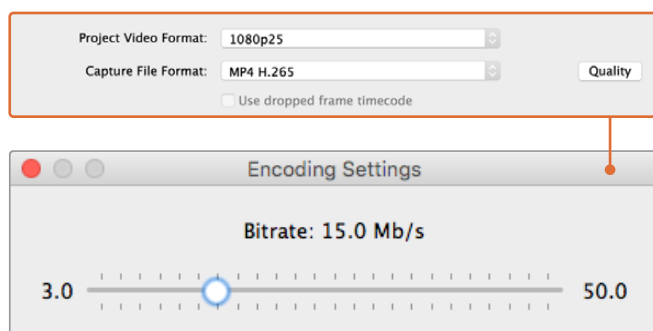 Project Video Format: 1080p25
Capture File Format: MP4 H.265 Quality
Use dropped frame timecode
Encoding Settings
Bitrate: 15.0 Mb/s
3.0 50.0